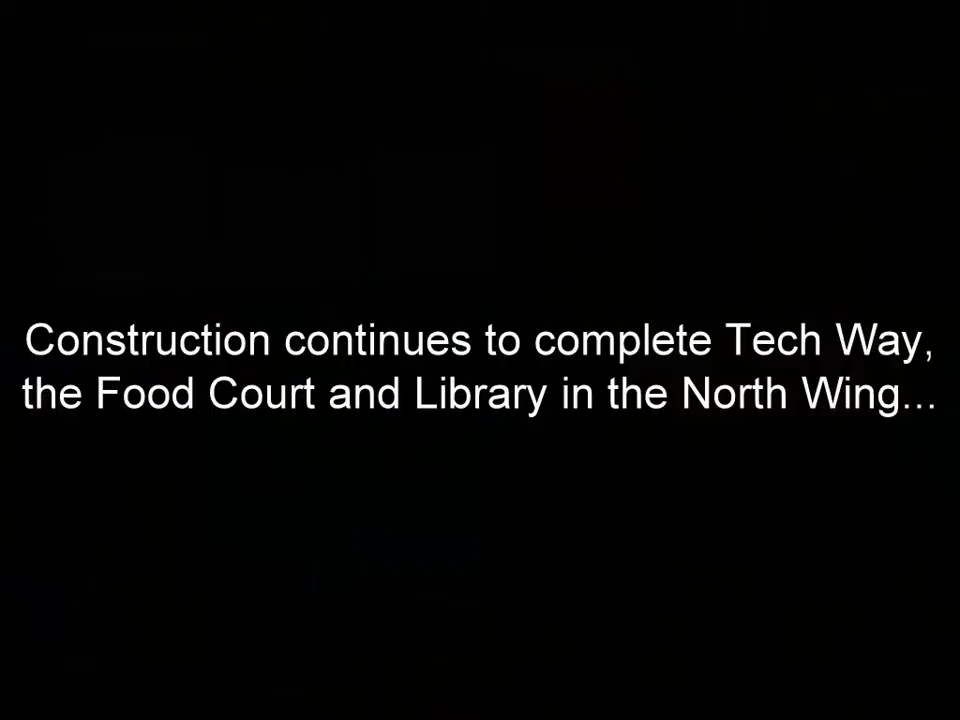 Construction continues to complete Tech Way,
the Food Court and Library in the North Wing...